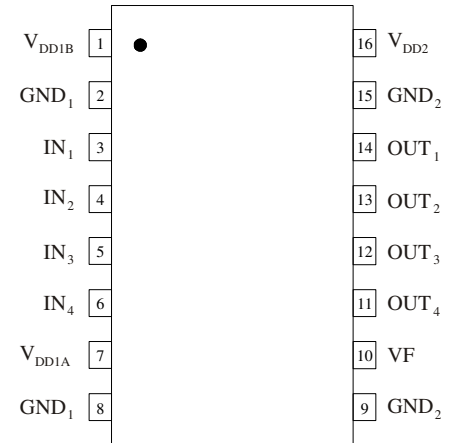 V_DD1B 1 16 V_DD2
GND_1 2 15 GND_2
IN_1 3 14 OUT_1
IN_2 4 13 OUT_2
IN_3 5 12 OUT_3
IN_4 6 11 OUT_4
V_DD1A 7 10 VF
GND_1 8 9 GND_2